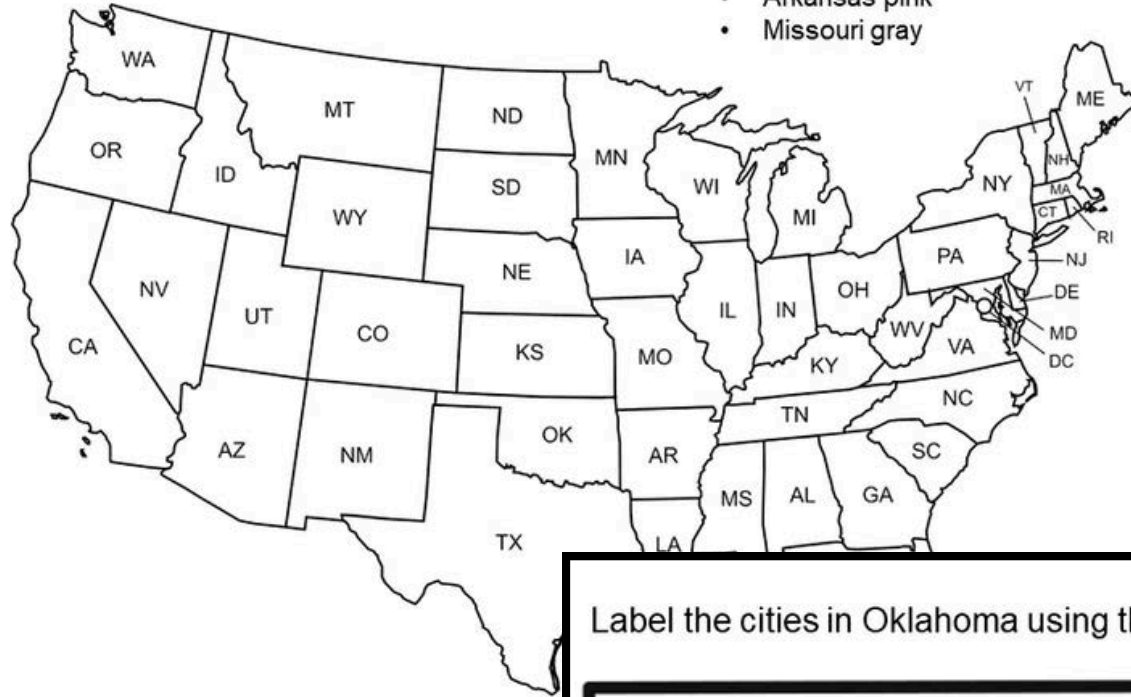 • Arkansas pink
• Missouri gray
WA
MT
ND
MN
VT
ME
OR
ID
SD
WI
NY
NH
WY
MI
MA
CT
RI
IA
PA
NJ
NE
NV
UT
OH
DE
IL
IN
CO
WV
MD
CA
KS
MO
VA
DC
KY
NC
TN
OK
AZ
NM
AR
SC
MS
AL
GA
TX
LA
Label the cities in Oklahoma using